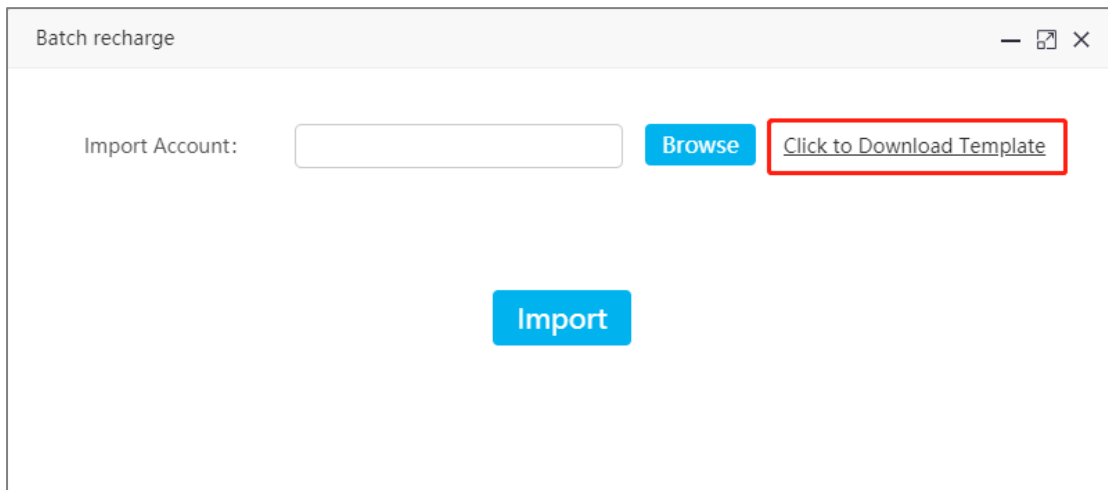 Batch recharge
Import Account:
Browse
Click to Download Template
Import